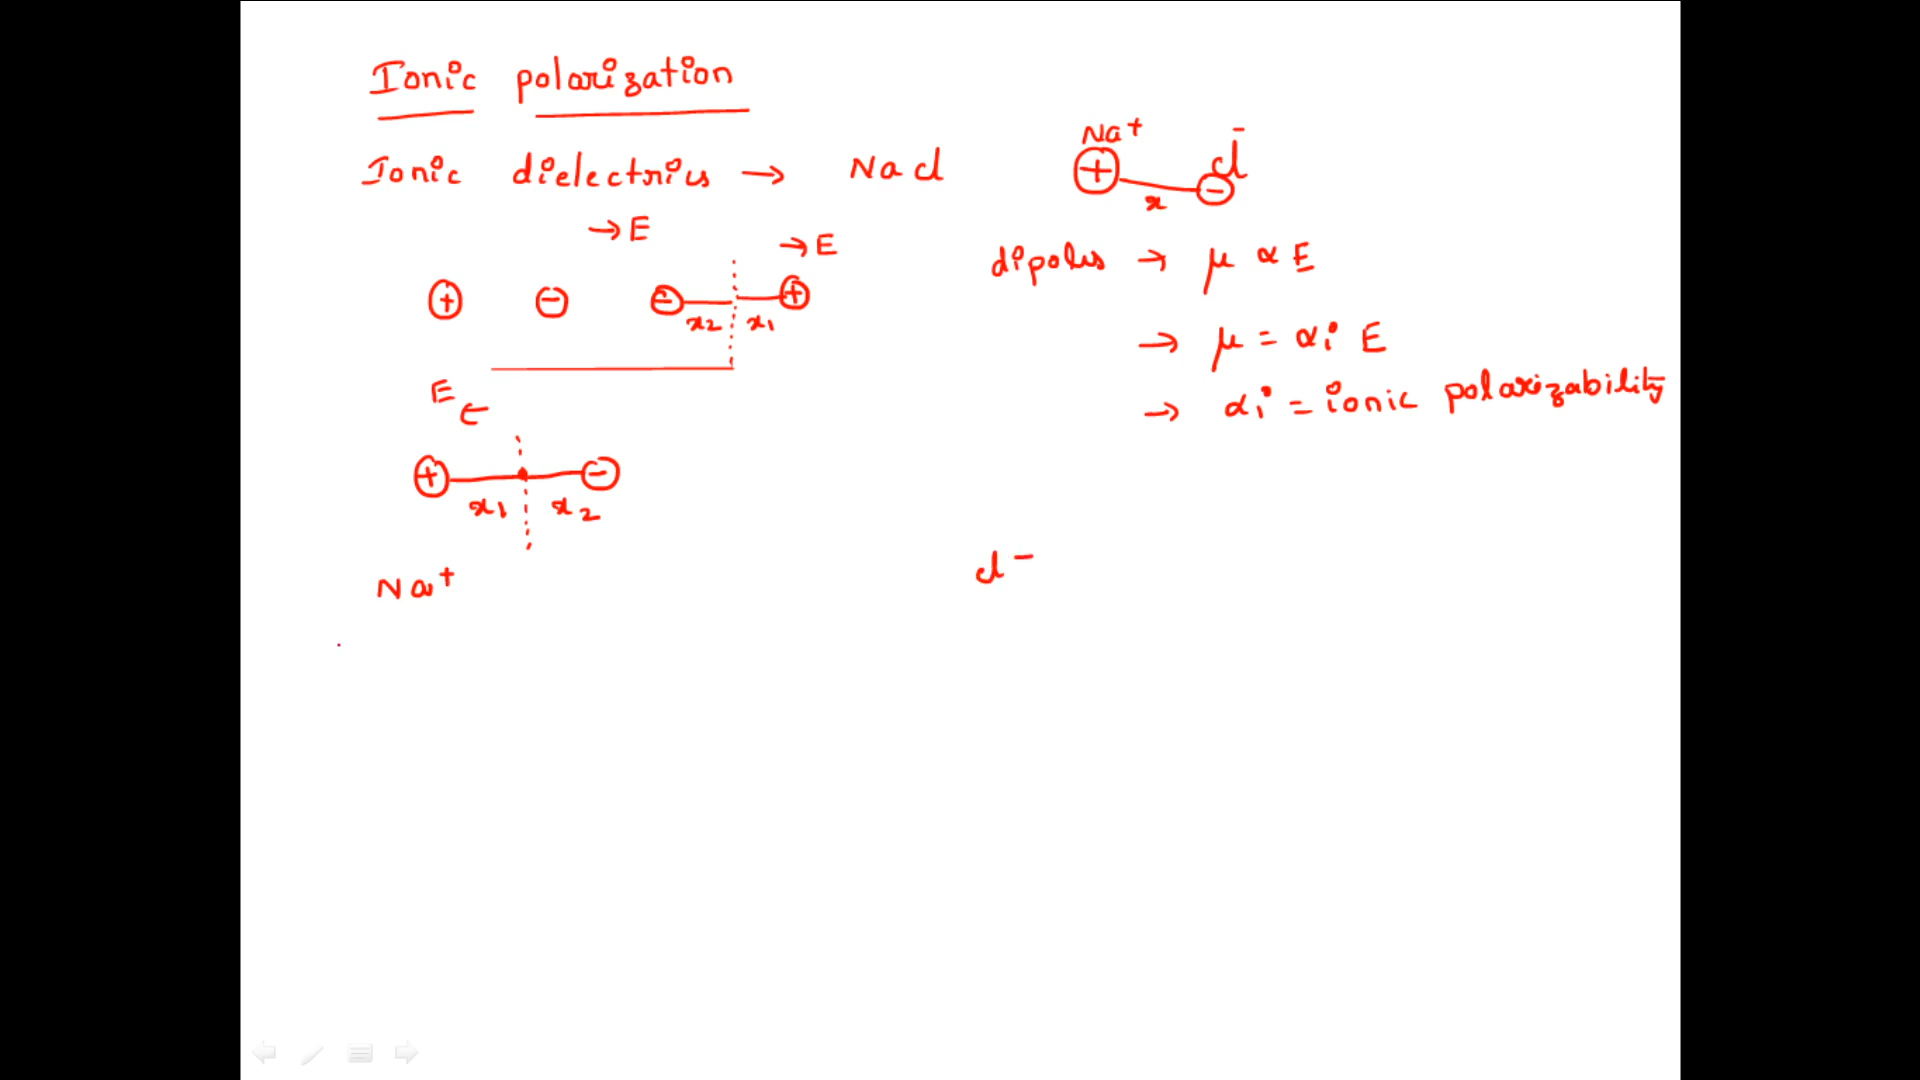 Ionic polarization
Ionic dielectrics → Nacl
Na+ cl-
x
→ E
→ E
+ - - +
x2 x1
dipoles → μ ∝ E
→ μ = αi E
→ αi = ionic polarizability
E ←
+ -
x1 x2
Na+ cl-